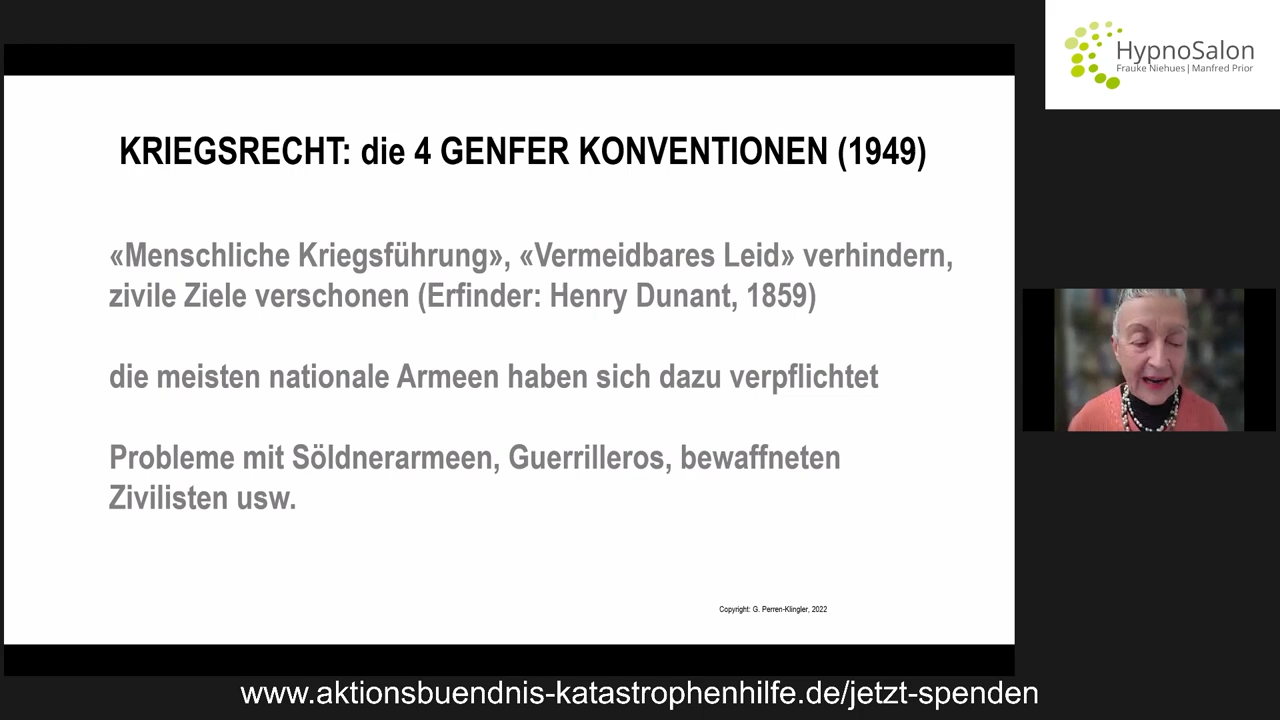 HypnoSalon
Frauke Niehues | Manfred Prior
KRIEGSRECHT: die 4 GENFER KONVENTIONEN (1949)
«Menschliche Kriegsführung», «Vermeidbares Leid» verhindern,
zivile Ziele verschonen (Erfinder: Henry Dunant, 1859)
die meisten nationale Armeen haben sich dazu verpflichtet
Probleme mit Söldnerarmeen, Guerrilleros, bewaffneten
Zivilisten usw.
Copyright: G. Perren-Klingler, 2022
www.aktionsbuendnis-katastrophenhilfe.de/jetzt-spenden